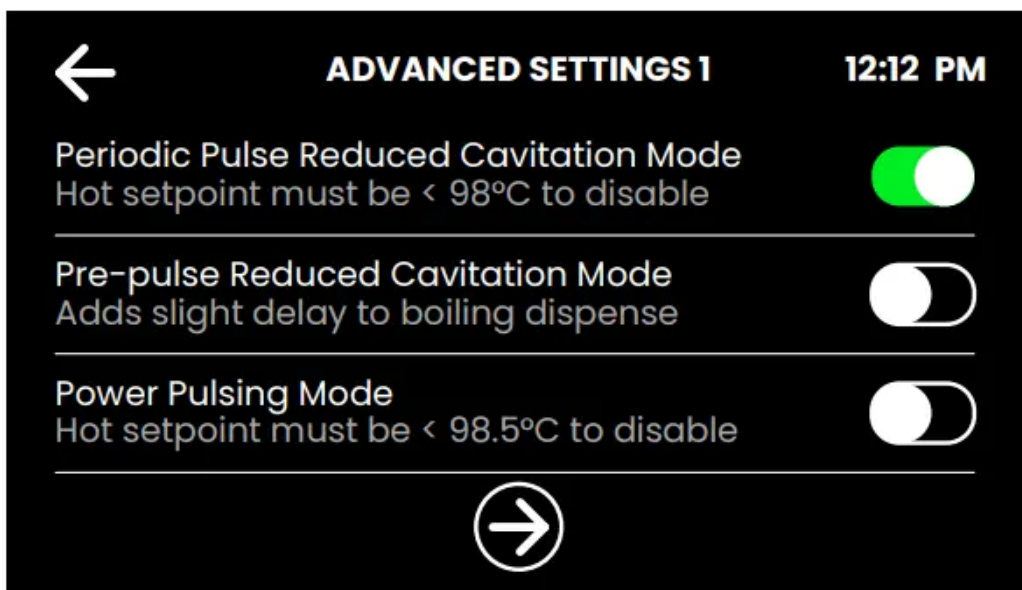 ADVANCED SETTINGS 1
12:12 PM
Periodic Pulse Reduced Cavitation Mode
Hot setpoint must be < 98°C to disable
Pre-pulse Reduced Cavitation Mode
Adds slight delay to boiling dispense
Power Pulsing Mode
Hot setpoint must be < 98.5°C to disable